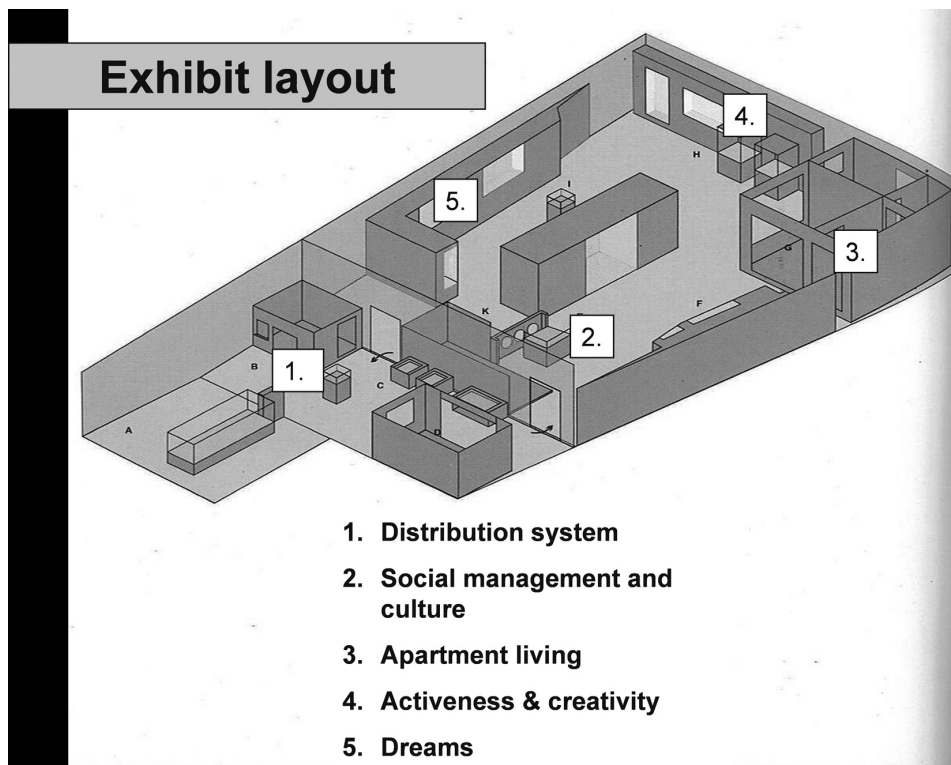 Exhibit layout
4.
H
5.
I
G
3.
K
F
2.
B
1.
C
A
D
1. Distribution system
2. Social management and
culture
3. Apartment living
4. Activeness & creativity
5. Dreams